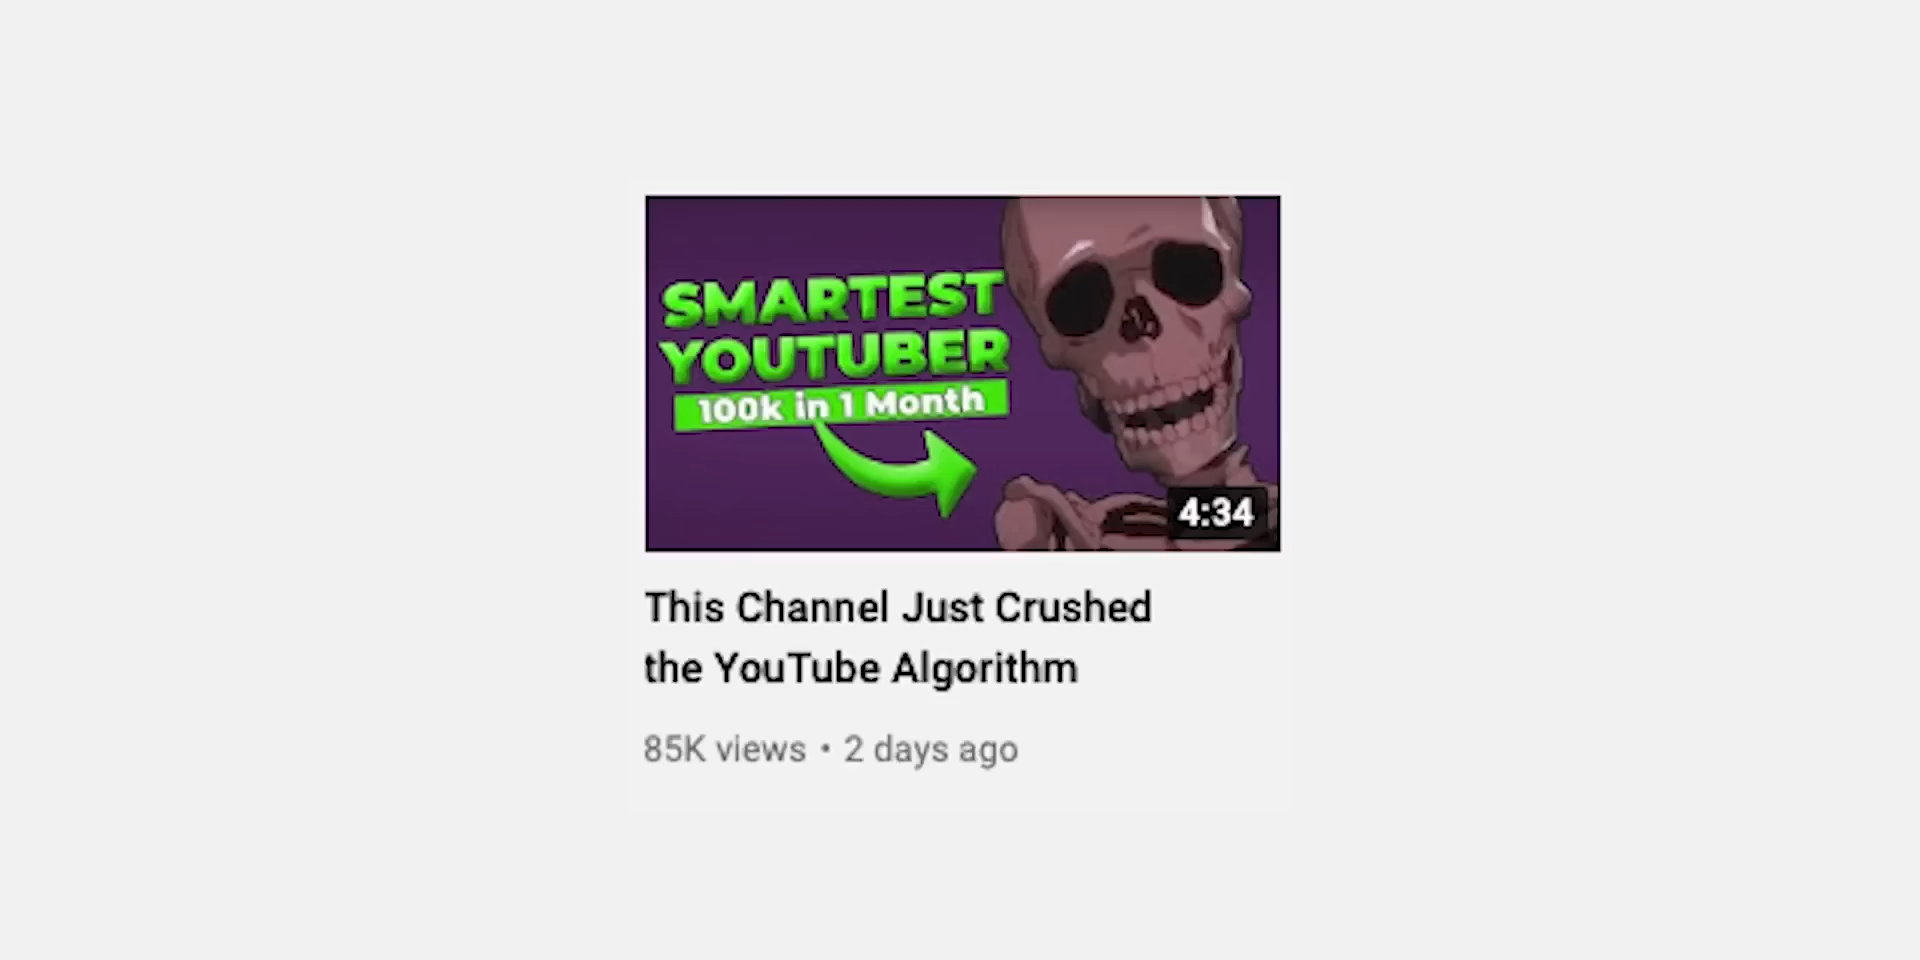 SMARTEST
YOUTUBER
100k in 1 Month
4:34
This Channel Just Crushed
the YouTube Algorithm
85K views • 2 days ago